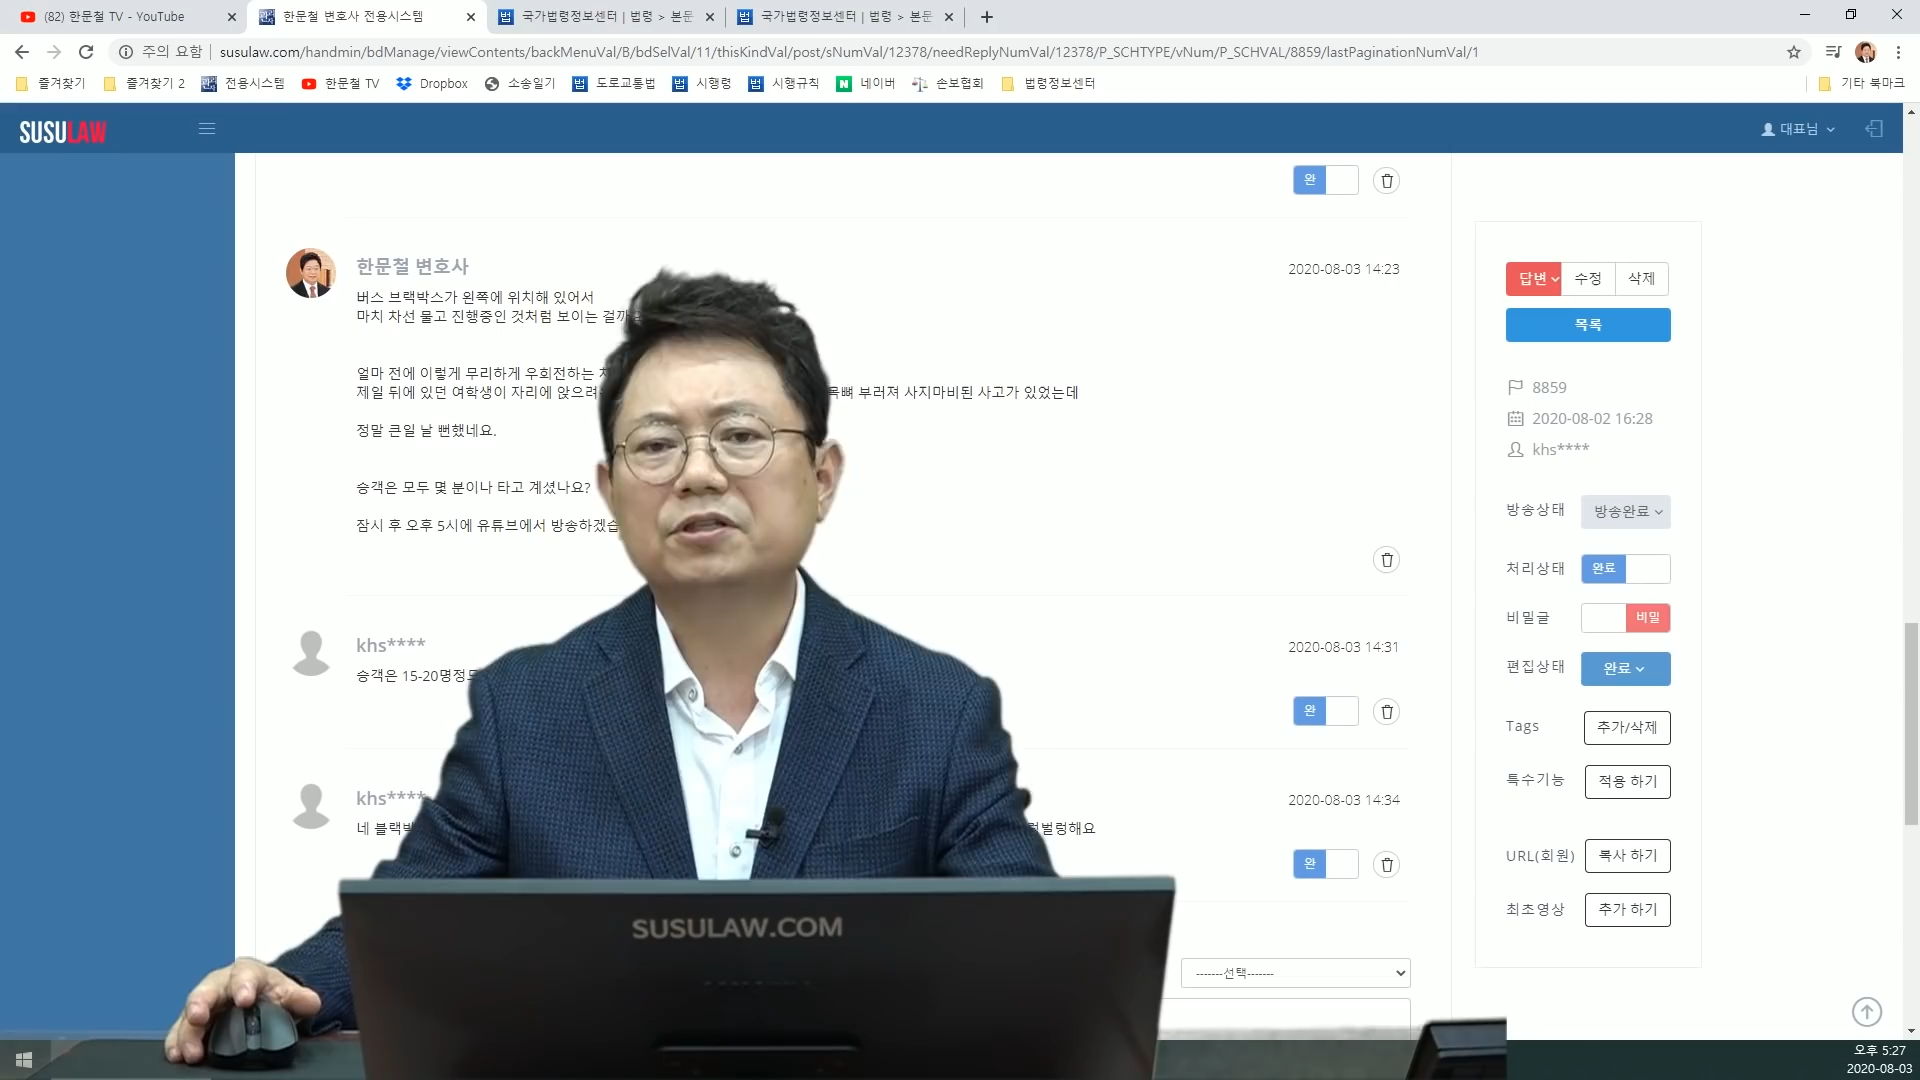 (82) 한문철 TV - YouTube
한문철 변호사 전용시스템
국가법령정보센터 | 법령 > 본문
국가법령정보센터 | 법령 > 본문
주의 요함
susulaw.com/handmin/bdManage/viewContents/backMenuVal/B/bdSelVal/11/thisKindVal/post/sNumVal/12378/needReplyNumVal/12378/P_SCHTYPE/vNum/P_SCHVAL/8859/lastPaginationNumVal/1
즐겨찾기
즐겨찾기 2
전용시스템
한문철 TV
Dropbox
소송일기
법 도로교통법
법 시행령
법 시행규칙
N 네이버
손보협회
법령정보센터
기타 북마크
SUSULAW
대표님
완
한문철 변호사
2020-08-03 14:23
버스 브랙박스가 왼쪽에 위치해 있어서
마치 차선 물고 진행중인 것처럼 보이는 걸까
얼마 전에 이렇게 무리하게 우회전하는
제일 뒤에 있던 여학생이 자리에 앉으려 목뼈 부러져 사지마비된 사고가 있었는데
정말 큰일 날 뻔했네요.
승객은 모두 몇 분이나 타고 계셨나요?
잠시 후 오후 5시에 유튜브에서 방송하겠습
khs****
2020-08-03 14:31
승객은 15-20명정도
완
khs****
2020-08-03 14:34
네 블랙박 벌렁해요
완
-------선택-------
답변
수정
삭제
목록
8859
2020-08-02 16:28
khs****
방송상태
방송완료
처리상태
완료
비밀글
비밀
편집상태
완료
Tags
추가/삭제
특수기능
적용 하기
URL(회원)
복사 하기
최초영상
추가 하기
SUSULAW.COM
오후 5:27
2020-08-03